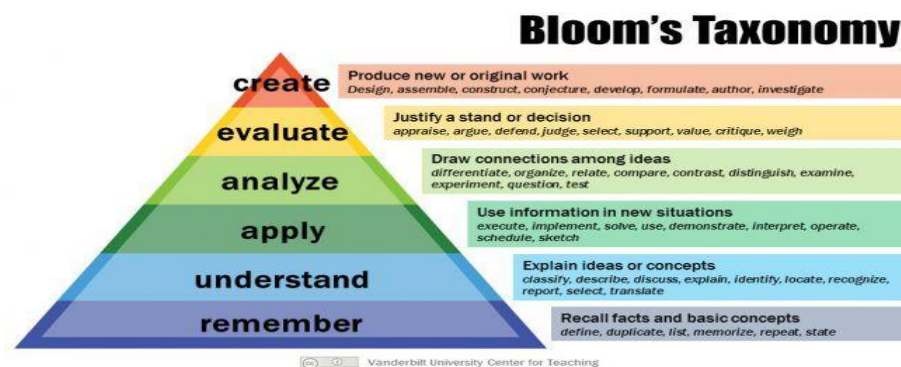 Bloom's Taxonomy
create
Produce new or original work
Design, assemble, construct, conjecture, develop, formulate, author, investigate
evaluate
Justify a stand or decision
appraise, argue, defend, judge, select, support, value, critique, weigh
analyze
Draw connections among ideas
differentiate, organize, relate, compare, contrast, distinguish, examine,
experiment, question, test
apply
Use information in new situations
execute, implement, solve, use, demonstrate, interpret, operate,
schedule, sketch
understand
Explain ideas or concepts
classify, describe, discuss, explain, identify, locate, recognize,
report, select, translate
remember
Recall facts and basic concepts
define, duplicate, list, memorize, repeat, state
Vanderbilt University Center for Teaching